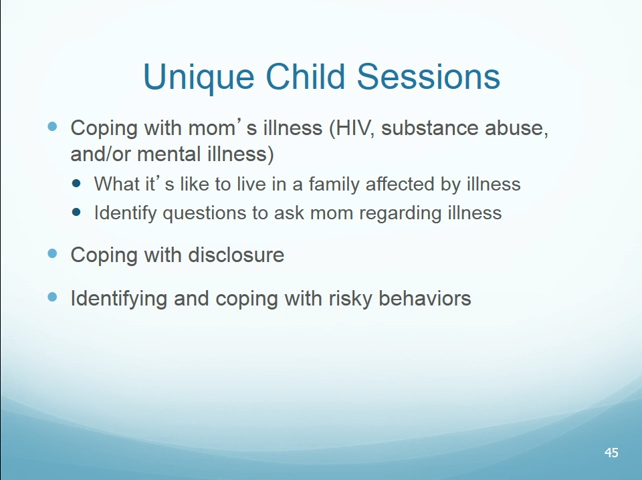 Unique Child Sessions
Coping with mom's illness (HIV, substance abuse,
and/or mental illness)
What it's like to live in a family affected by illness
Identify questions to ask mom regarding illness
Coping with disclosure
Identifying and coping with risky behaviors
45